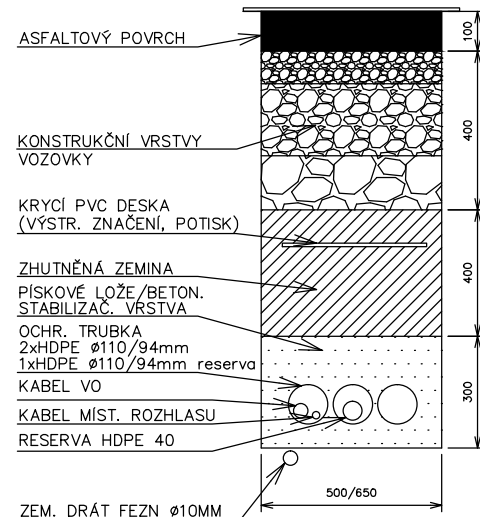 ASFALTOVÝ POVRCH
100
400
KONSTRUKČNÍ VRSTVY
VOZOVKY
KRYCÍ PVC DESKA
(VÝSTR. ZNAČENÍ, POTISK)
400
ZHUTNĚNÁ ZEMINA
PÍSKOVÉ LOŽE/BETON.
STABILIZAČ. VRSTVA
OCHR. TRUBKA
2xHDPE ø110/94mm
1xHDPE ø110/94mm reserva
300
KABEL VO
KABEL MÍST. ROZHLASU
RESERVA HDPE 40
500/650
ZEM. DRÁT FEZN ø10MM